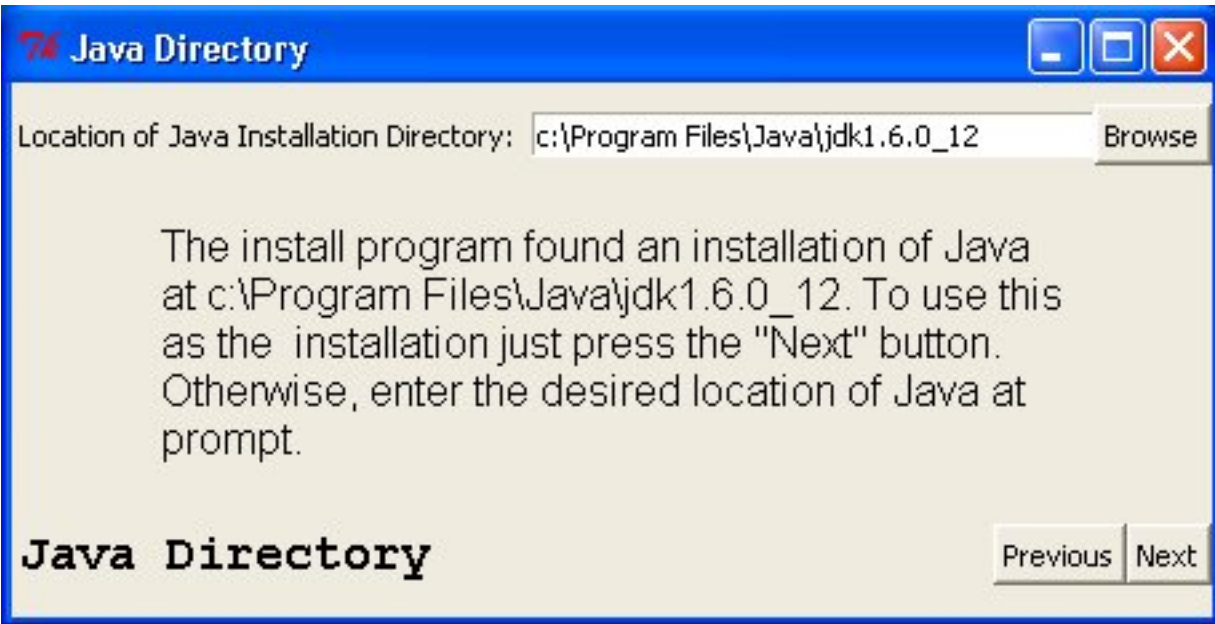 7k Java Directory
Location of Java Installation Directory: c:\Program Files\Java\jdk1.6.0_12 Browse
The install program found an installation of Java
at c:\Program Files\Java\jdk1.6.0_12. To use this
as the  installation just press the "Next" button.
Otherwise, enter the desired location of Java at
prompt.
Java Directory Previous Next